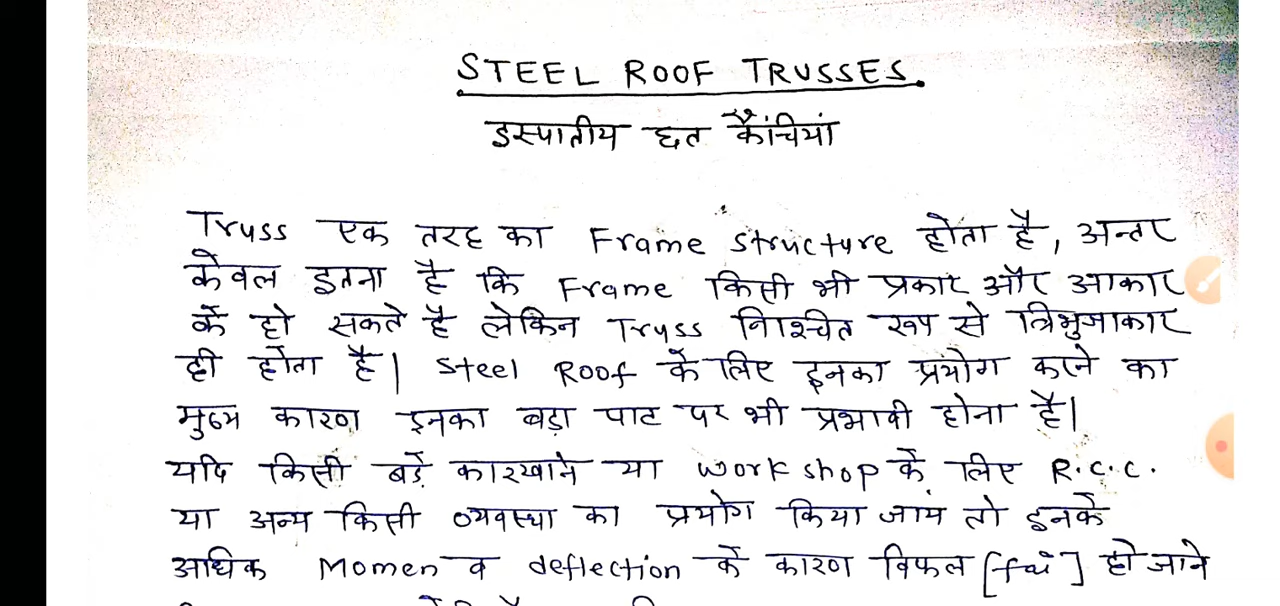 STEEL ROOF TRUSSES.
इस्पातीय छत कैंचियां
Truss एक तरह का Frame structure होता है, अन्तर
केवल इतना है कि Frame किसी भी प्रकार और आकार
के हो सकते है लेकिन Truss निश्चित रूप से त्रिभुजाकार
ही होता है। Steel Roof के लिए इनका प्रयोग करने का
मुख्य कारण इनका बड़ा पाट पर भी प्रभावी होना है।
यदि किसी बड़े कारखाने या workshop के लिए R.C.C.
या अन्य किसी व्यवस्था का प्रयोग किया जाय तो इनके
अधिक Momen व deflection के कारण विफल [fai] हो जाने